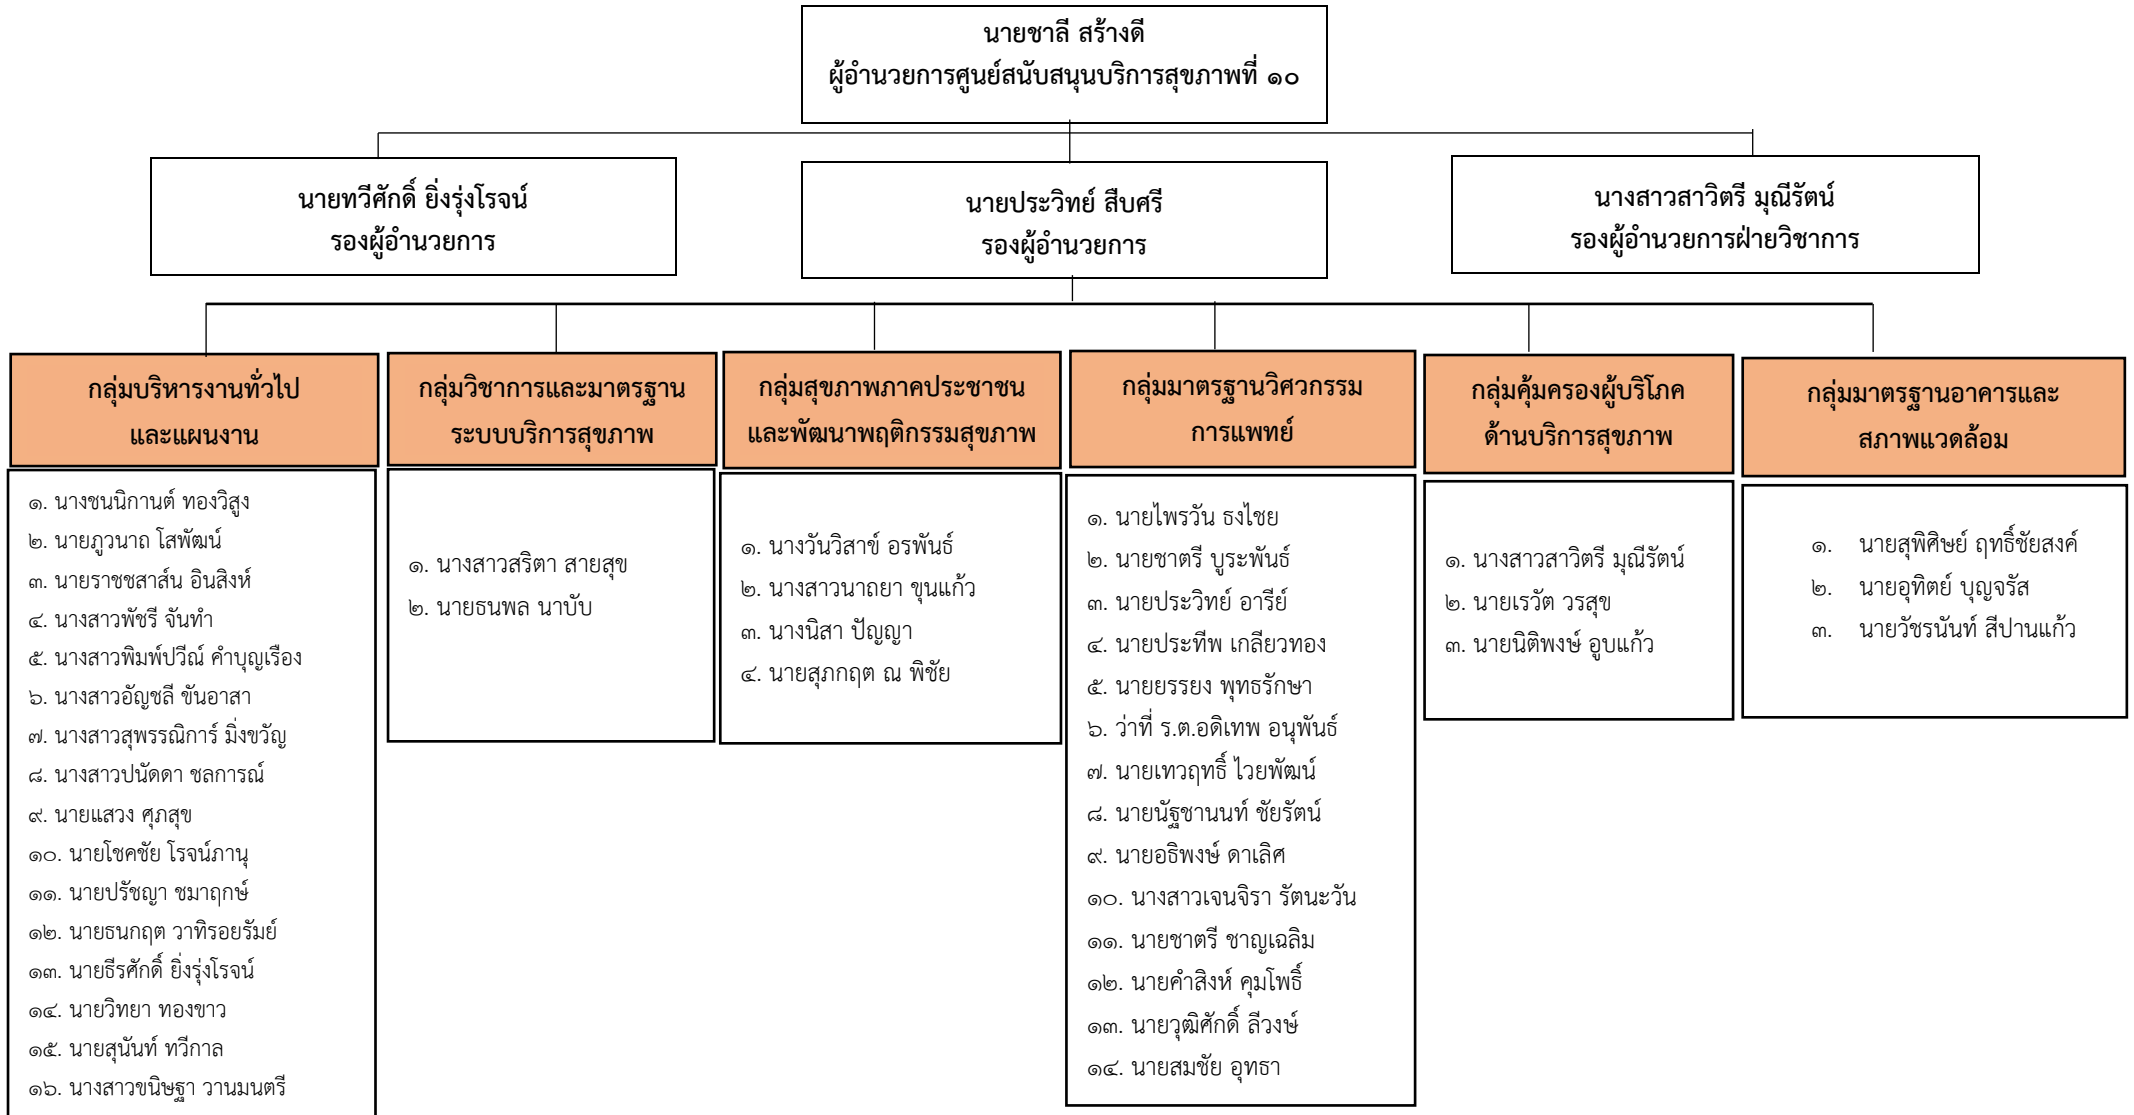 นายชาลี สร้างดี
ผู้อำนวยการศูนย์สนับสนุนบริการสุขภาพที่ ๑๐
นายทวีศักดิ์ ยิ่งรุ่งโรจน์
รองผู้อำนวยการ
นายประวิทย์ สืบศรี
รองผู้อำนวยการ
นางสาวสาวิตรี มุณีรัตน์
รองผู้อำนวยการฝ่ายวิชาการ
กลุ่มบริหารงานทั่วไป
และแผนงาน
๑. นางชนนิกานต์ ทองวิสูง
๒. นายภูวนาถ โสพัฒน์
๓. นายราชชสาส์น อินสิงห์
๔. นางสาวพัชรี จันทำ
๕. นางสาวพิมพ์ปวีณ์ คำบุญเรือง
๖. นางสาวอัญชลี ขันอาสา
๗. นางสาวสุพรรณิการ์ มิ่งขวัญ
๘. นางสาวปนัดดา ชลการณ์
๙. นายแสวง ศุภสุข
๑๐. นายโชคชัย โรจน์ภานุ
๑๑. นายปรัชญา ชมาฤกษ์
๑๒. นายธนกฤต วาทิรอยรัมย์
๑๓. นายธีรศักดิ์ ยิ่งรุ่งโรจน์
๑๔. นายวิทยา ทองขาว
๑๕. นายสุนันท์ ทวีกาล
๑๖. นางสาวขนิษฐา วานมนตรี
กลุ่มวิชาการและมาตรฐาน
ระบบบริการสุขภาพ
๑. นางสาวสริตา สายสุข
๒. นายธนพล นาบับ
กลุ่มสุขภาพภาคประชาชน
และพัฒนาพฤติกรรมสุขภาพ
๑. นางวันวิสาข์ อรพันธ์
๒. นางสาวนาถยา ขุนแก้ว
๓. นางนิสา ปัญญา
๔. นายสุภกฤต ณ พิชัย
กลุ่มมาตรฐานวิศวกรรม
การแพทย์
๑. นายไพรวัน ธงไชย
๒. นายชาตรี บูระพันธ์
๓. นายประวิทย์ อารีย์
๔. นายประทีพ เกลียวทอง
๕. นายยรรยง พุทธรักษา
๖. ว่าที่ ร.ต.อดิเทพ อนุพันธ์
๗. นายเทวฤทธิ์ ไวยพัฒน์
๘. นายนัฐชานนท์ ชัยรัตน์
๙. นายอธิพงษ์ ดาเลิศ
๑๐. นางสาวเจนจิรา รัตนะวัน
๑๑. นายชาตรี ชาญเฉลิม
๑๒. นายคำสิงห์ คุมโพธิ์
๑๓. นายวุฒิศักดิ์ ลีวงษ์
๑๔. นายสมชัย อุทธา
กลุ่มคุ้มครองผู้บริโภค
ด้านบริการสุขภาพ
๑. นางสาวสาวิตรี มุณีรัตน์
๒. นายเรวัต วรสุข
๓. นายนิติพงษ์ อูบแก้ว
กลุ่มมาตรฐานอาคารและ
สภาพแวดล้อม
๑. นายสุพิศิษย์ ฤทธิ์ชัยสงค์
๒. นายอุทิตย์ บุญจรัส
๓. นายวัชรนันท์ สีปานแก้ว